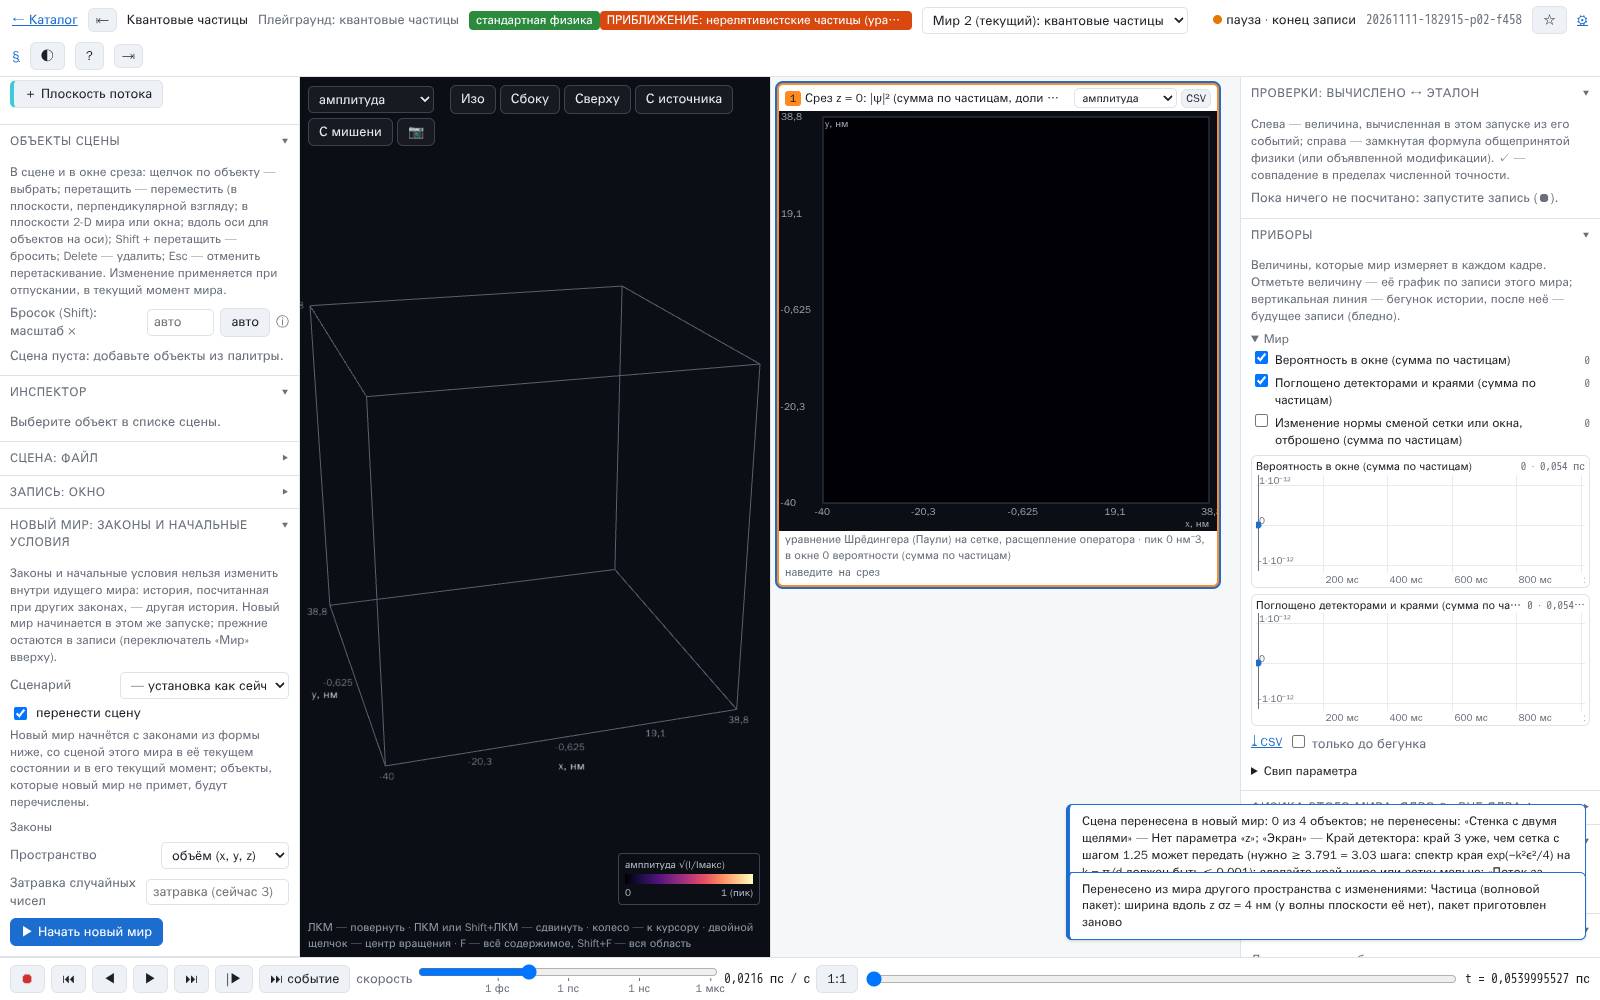 ← Каталог
⇤
Квантовые частицы
Плейграунд: квантовые частицы
стандартная физика
ПРИБЛИЖЕНИЕ: нерелятивистские частицы (ура···
Мир 2 (текущий): квантовые частицы
пауза · конец записи
20261111-182915-p02-f458
☆
⚙
§
?
⇥
+ Плоскость потока
ОБЪЕКТЫ СЦЕНЫ
В сцене и в окне среза: щелчок по объекту —
выбрать; перетащить — переместить (в
плоскости, перпендикулярной взгляду; в
плоскости 2-D мира или окна; вдоль оси для
объектов на оси); Shift + перетащить —
бросить; Delete — удалить; Esc — отменить
перетаскивание. Изменение применяется при
отпускании, в текущий момент мира.
Бросок (Shift):
масштаб ×
авто
авто
ⓘ
Сцена пуста: добавьте объекты из палитры.
ИНСПЕКТОР
Выберите объект в списке сцены.
СЦЕНА: ФАЙЛ
ЗАПИСЬ: ОКНО
НОВЫЙ МИР: ЗАКОНЫ И НАЧАЛЬНЫЕ
УСЛОВИЯ
Законы и начальные условия нельзя изменить
внутри идущего мира: история, посчитанная
при других законах, — другая история. Новый
мир начинается в этом же запуске; прежние
остаются в записи (переключатель «Мир»
вверху).
Сценарий
— установка как сейч
перенести сцену
Новый мир начнётся с законами из формы
ниже, со сценой этого мира в её текущем
состоянии и в его текущий момент; объекты,
которые новый мир не примет, будут
перечислены.
Законы
Пространство
объём (x, y, z)
Затравка случайных
чисел
затравка (сейчас 3)
▶ Начать новый мир
амплитуда
Изо
Сбоку
Сверху
С источника
С мишени
8
38,8
-0,625
y, нм
-40
-20,3
-0,625
x, нм
19,1
38,8
амплитуда √(I/Iмакс)
0
1 (пик)
ЛКМ — повернуть · ПКМ или Shift+ЛКМ — сдвинуть · колесо — к курсору · двойной
щелчок — центр вращения · F — всё содержимое, Shift+F — вся область
1
Срез z = 0: |ψ|² (сумма по частицам, доли ···
амплитуда
CSV
38,8
y, нм
19,1
-0,625
-20,3
-40
-40
-20,3
-0,625
19,1
38,8
x, нм
уравнение Шрёдингера (Паули) на сетке, расщепление оператора · пик 0 нм⁻3,
в окне 0 вероятности (сумма по частицам)
наведите на срез
ПРОВЕРКИ: ВЫЧИСЛЕНО ↔ ЭТАЛОН
Слева — величина, вычисленная в этом запуске из его
событий; справа — замкнутая формула общепринятой
физики (или объявленной модификации). ✓ —
совпадение в пределах численной точности.
Пока ничего не посчитано: запустите запись (⏺).
ПРИБОРЫ
Величины, которые мир измеряет в каждом кадре.
Отметьте величину — её график по записи этого мира;
вертикальная линия — бегунок истории, после неё —
будущее записи (бледно).
▼ Мир
Вероятность в окне (сумма по частицам)
0
Поглощено детекторами и краями (сумма по
частицам)
0
Изменение нормы сменой сетки или окна,
отброшено (сумма по частицам)
0
Вероятность в окне (сумма по частицам)
0 · 0,054 пс
1·10⁻¹²
0
-1·10⁻¹²
200 мс
400 мс
600 мс
800 мс
Поглощено детекторами и краями (сумма по ча···
0 · 0,054···
1·10⁻¹²
0
-1·10⁻¹²
200 мс
400 мс
600 мс
800 мс
⤓CSV
только до бегунка
▶ Свип параметра
Сцена перенесена в новый мир: 0 из 4 объектов; не перенесены: «Стенка с двумя
щелями» — Нет параметра «z»; «Экран» — Край детектора: край 3 уже, чем сетка с
шагом 1.25 может передать (нужно ≥ 3.791 = 3.03 шага: спектр края exp(−k²ε²/4) на
Перенесено из мира другого пространства с изменениями: Частица (волновой
пакет): ширина вдоль z σz = 4 нм (у волны плоскости её нет), пакет приготовлен
заново
⏭ событие
скорость
1 фс
1 пс
1 нс
1 мкс
0,0216 пс / с
1:1
t = 0,0539995527 пс